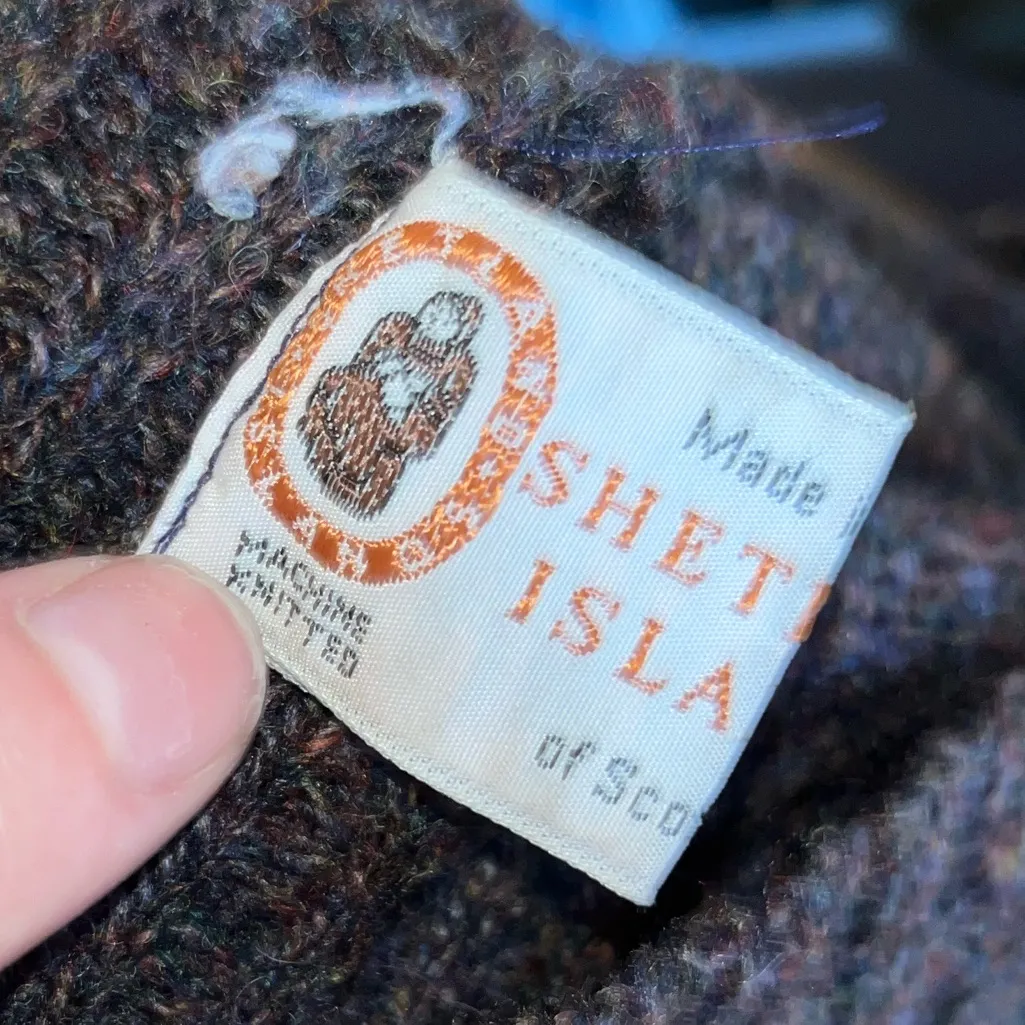 MACHINE
KNITTED
Made
SHET
ISLA
of Sco